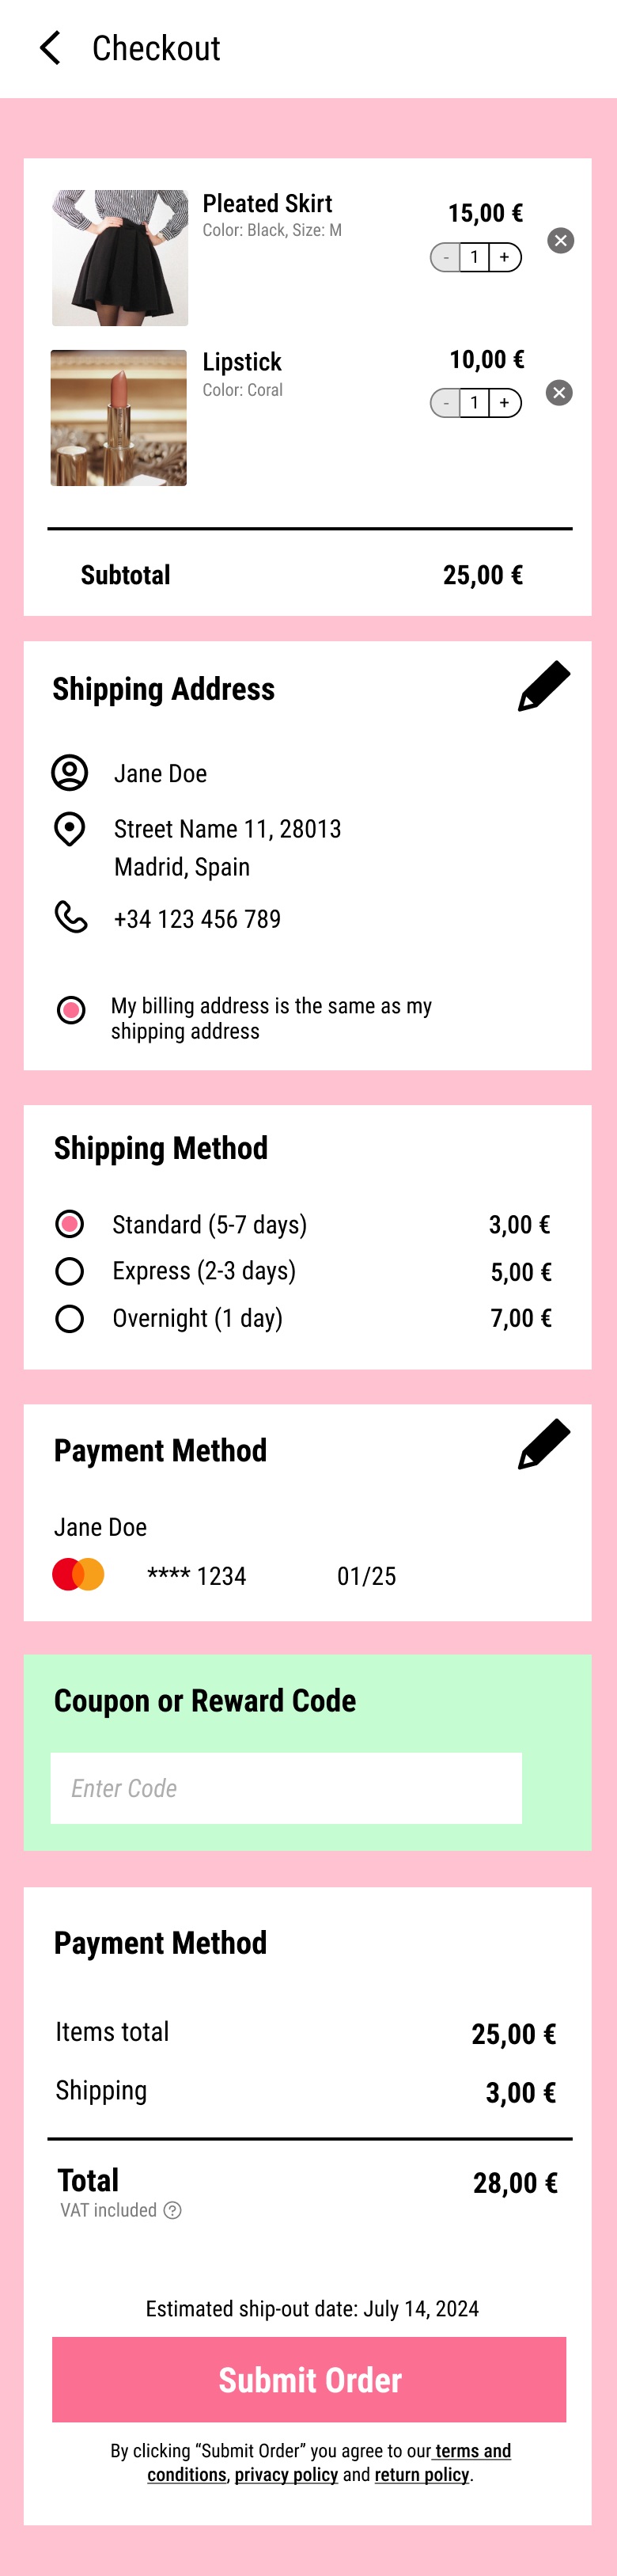 Checkout
Pleated Skirt
Color: Black, Size: M
15,00 €
- 1 +
Lipstick
Color: Coral
10,00 €
- 1 +
Subtotal 25,00 €
Shipping Address
Jane Doe
Street Name 11, 28013
Madrid, Spain
+34 123 456 789
My billing address is the same as my
shipping address
Shipping Method
Standard (5-7 days) 3,00 €
Express (2-3 days) 5,00 €
Overnight (1 day) 7,00 €
Payment Method
Jane Doe
**** 1234 01/25
Coupon or Reward Code
Enter Code
Payment Method
Items total 25,00 €
Shipping 3,00 €
Total 28,00 €
VAT included ?
Estimated ship-out date: July 14, 2024
Submit Order
By clicking “Submit Order” you agree to our terms and
conditions, privacy policy and return policy.